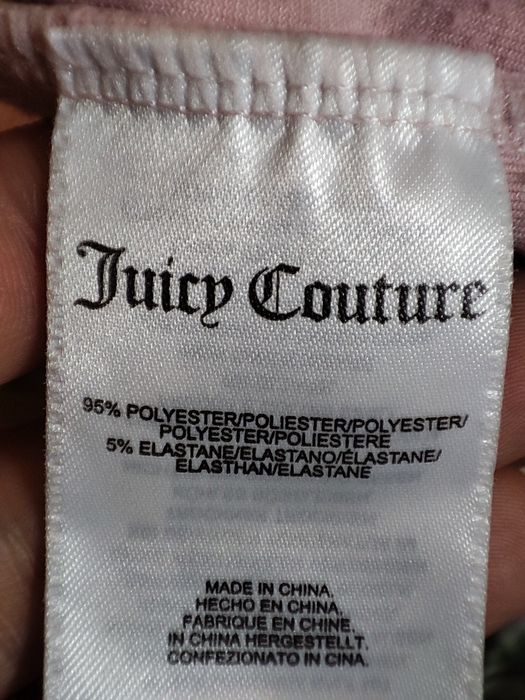 Juicy Couture
95% POLYESTER/POLIESTER/POLYESTER/
POLYESTER/POLIESTERE
5% ELASTANE/ELASTANO/ÉLASTANE/
ELASTHAN/ELASTANE
MADE IN CHINA.
HECHO EN CHINA.
FABRIQUE EN CHINE.
IN CHINA HERGESTELLT.
CONFEZIONATO IN CINA.